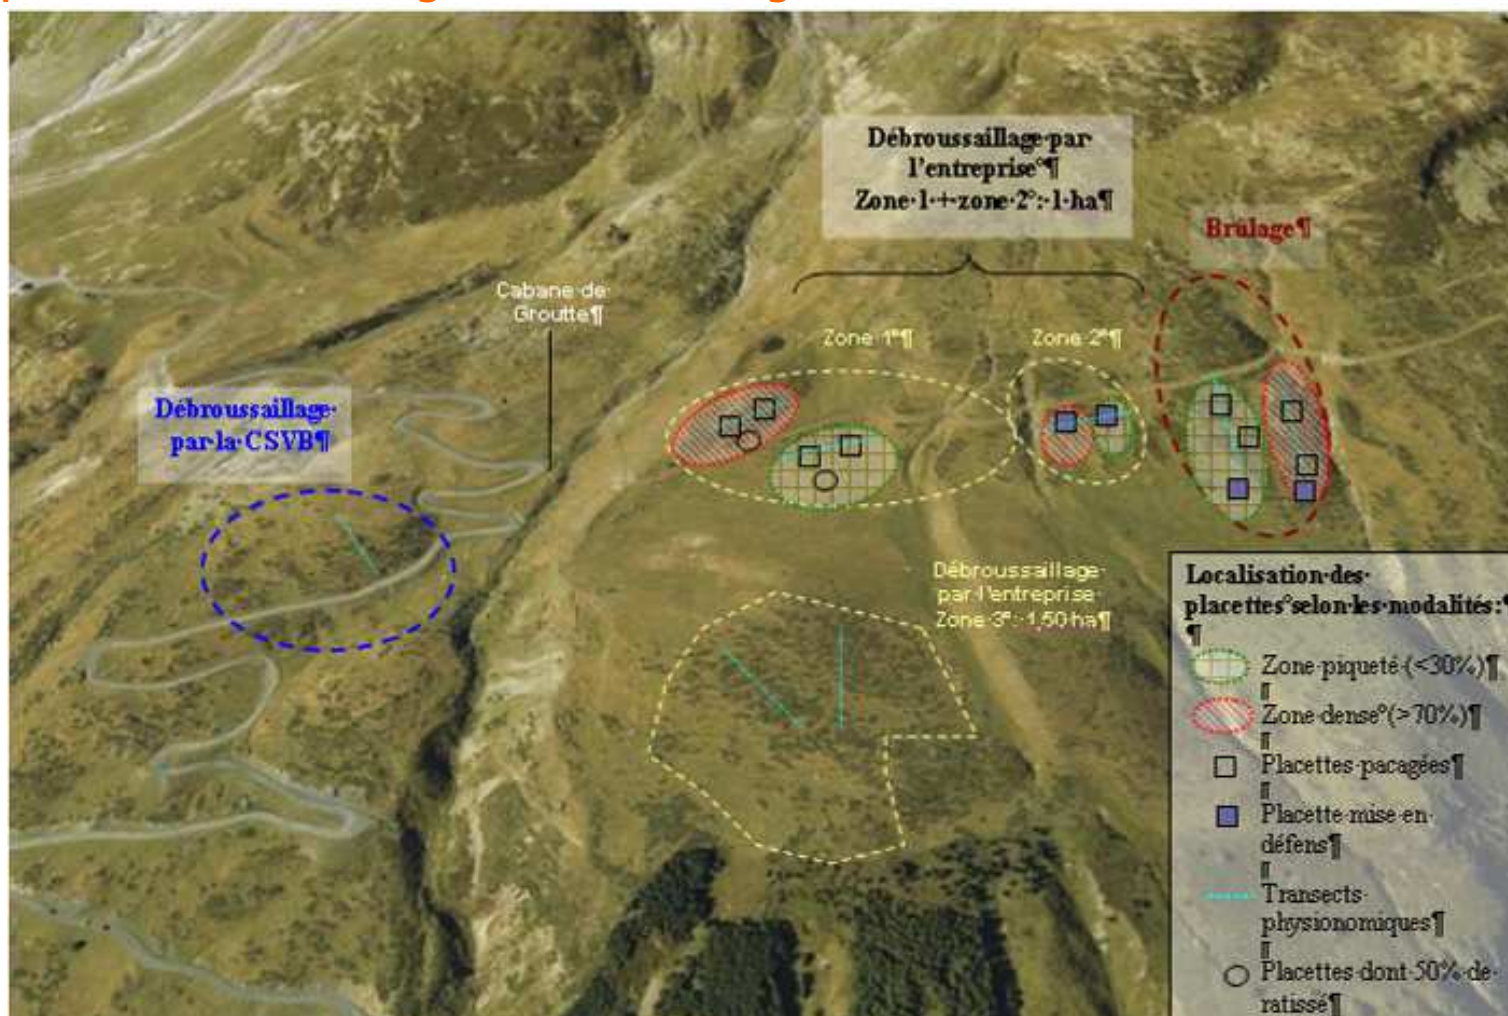 Débroussaillage·par·
l'entreprise°¶
Zone·1·+·zone·2°:·1·ha¶
Brûlage¶
Cabane·de·
Groutte¶
Zone·1°¶
Zone·2°¶
Débroussaillage·
par·la·CSVB¶
Débroussaillage·
par·l'entreprise·
Zone·3°:·1,50·ha¶
Localisation·des·
placettes°selon·les·modalités:¶
¶
Zone·piqueté·(<30%)¶
¶
Zone·dense°(>70%)¶
¶
Placettes·pacagées¶
¶
Placette·mise·en·
défens¶
¶
Transects·
physionomiques¶
¶
Placettes·dont·50%·de·
ratissé¶